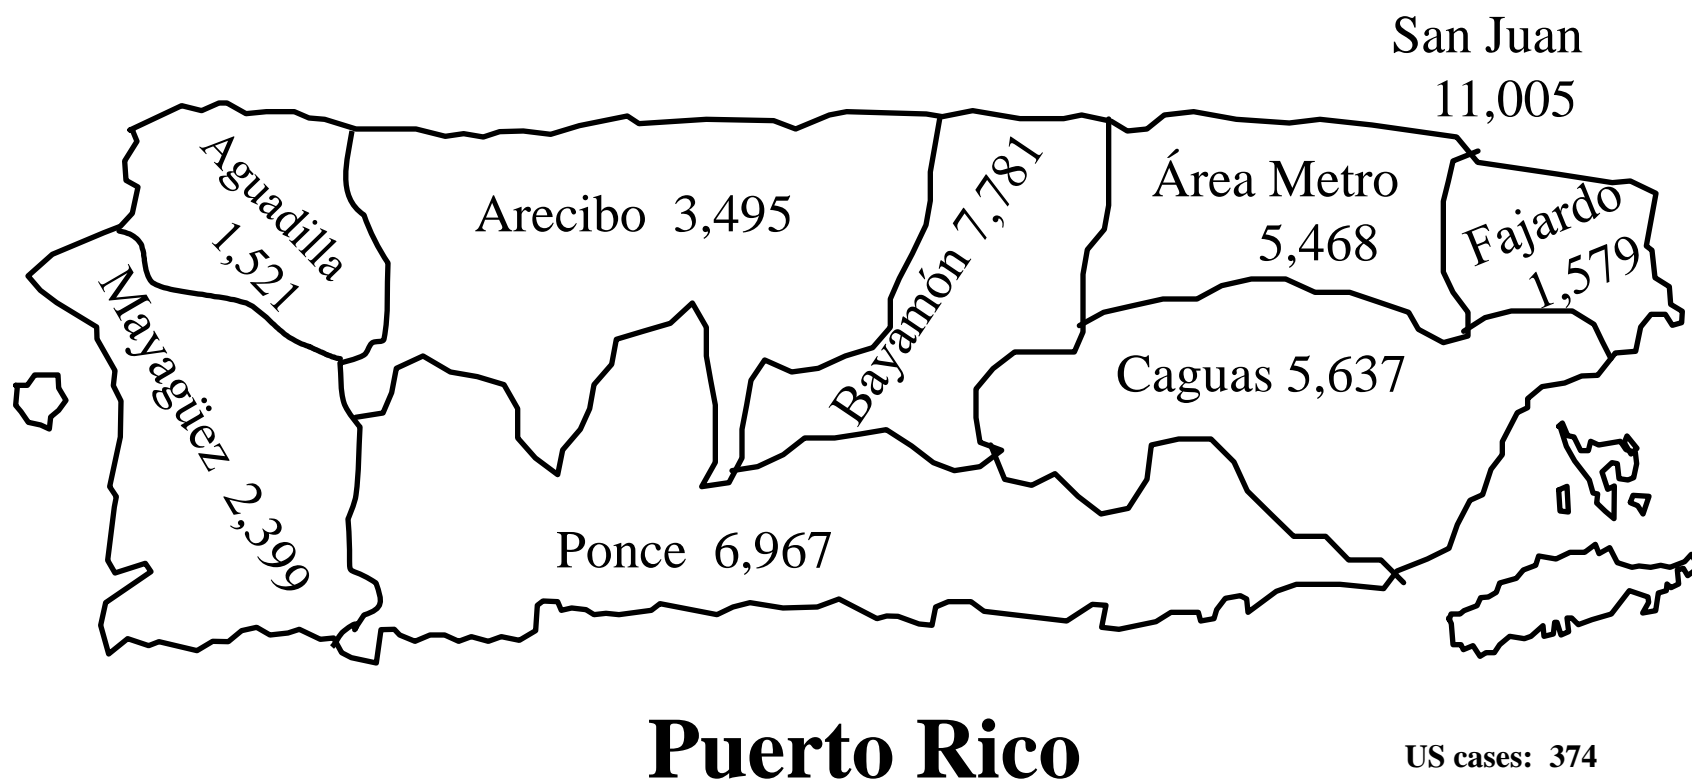 San Juan
11,005
Aguadilla
1,521
Arecibo 3,495
Bayamón 7,781
Área Metro
5,468
Fajardo
1,579
Mayagüez 2,399
Caguas 5,637
Ponce 6,967
Puerto Rico
US cases: 374